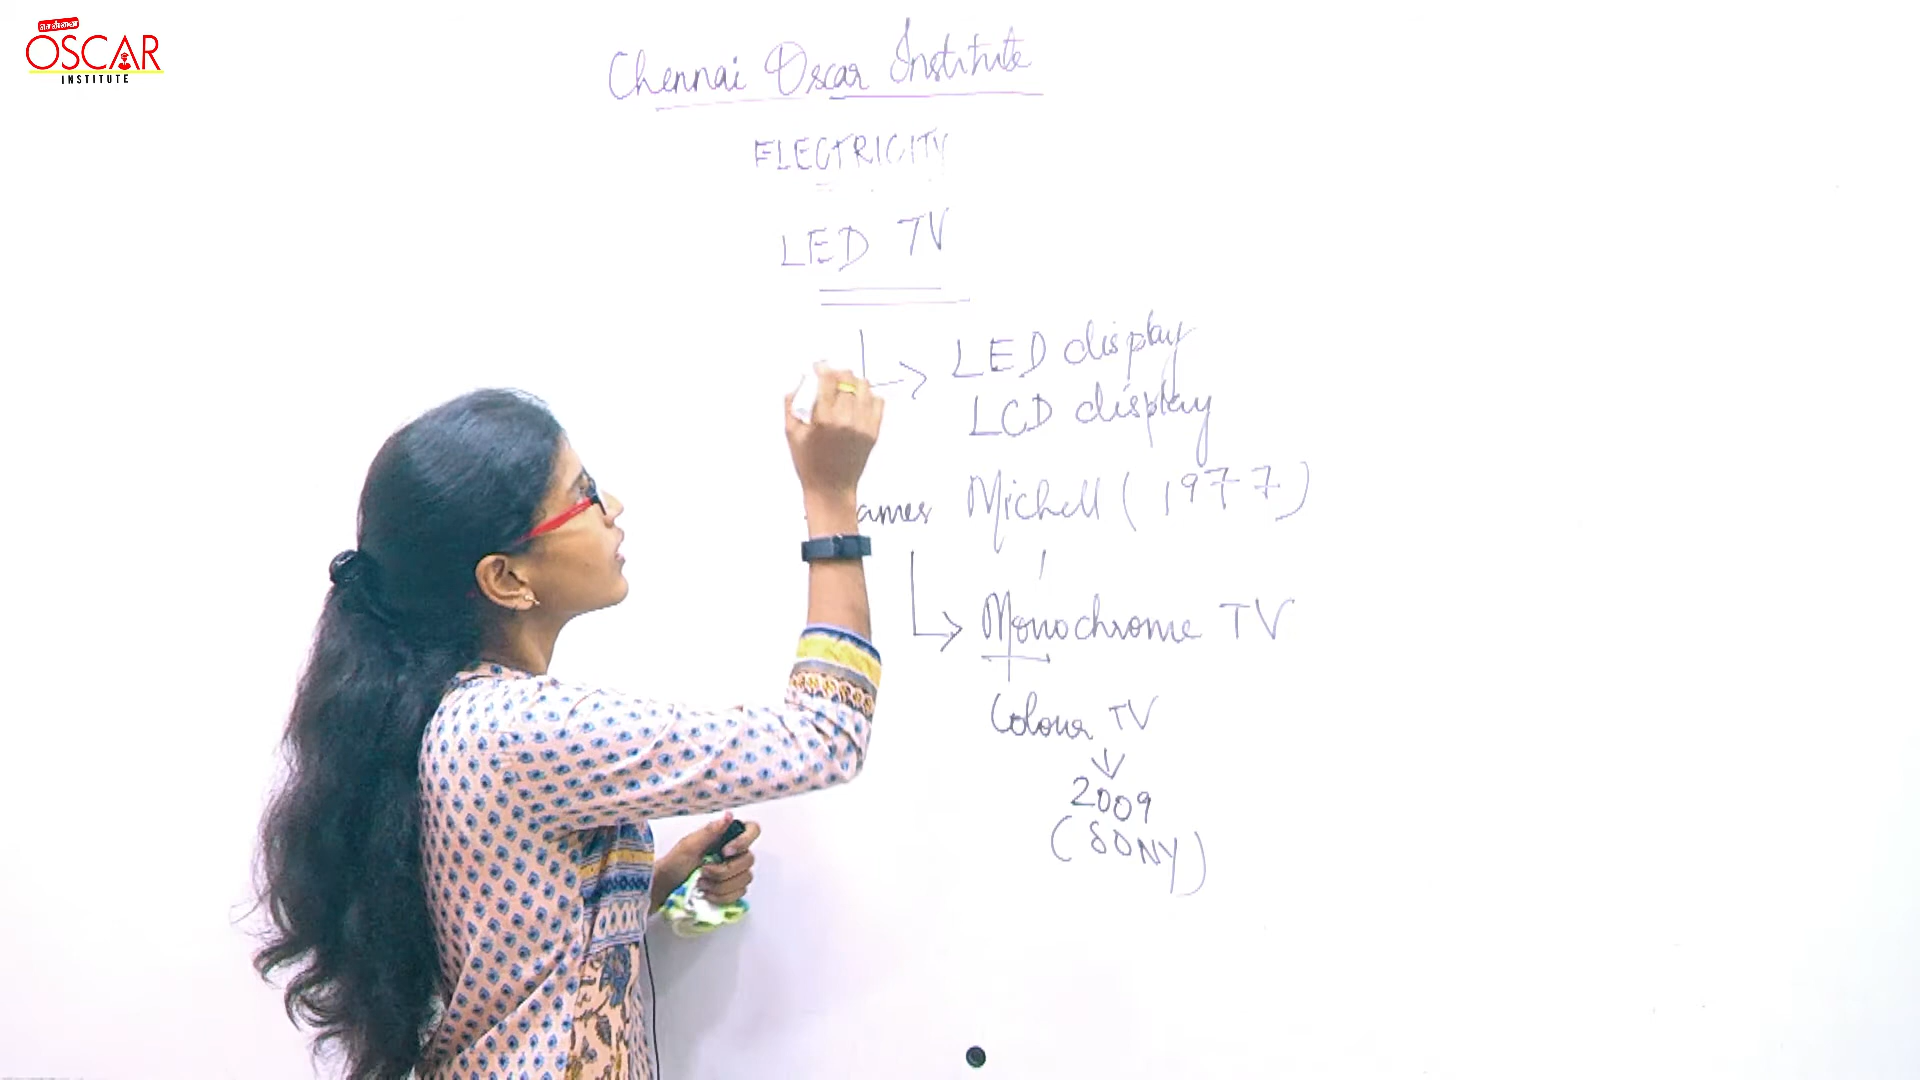 OSCAR
INSTITUTE
Chennai Oscar Institute
ELECTRICITY
LED TV
LED display
LCD display
ames Michell (1977)
Monochrome TV
Colour TV
2009
(SONY)